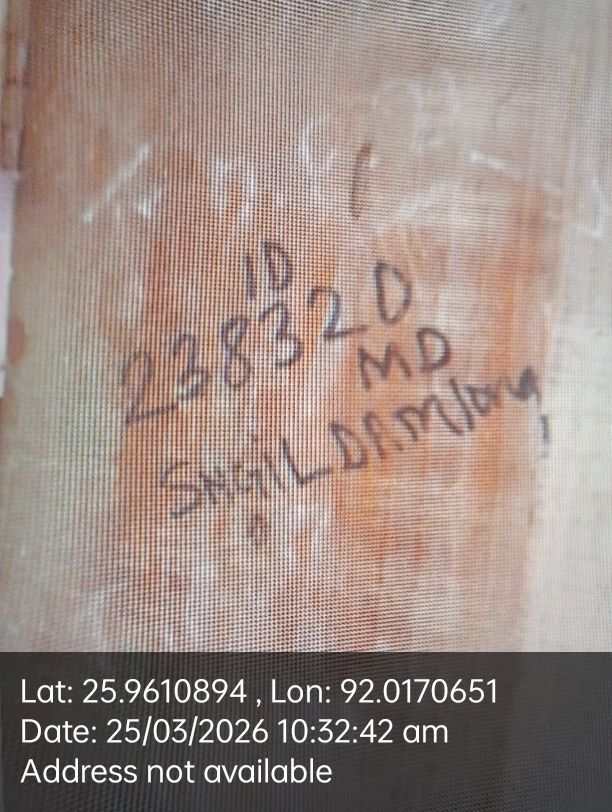 ID
238320
MD
SHGiL DAMlong
Lat: 25.9610894 , Lon: 92.0170651
Date: 25/03/2026 10:32:42 am
Address not available